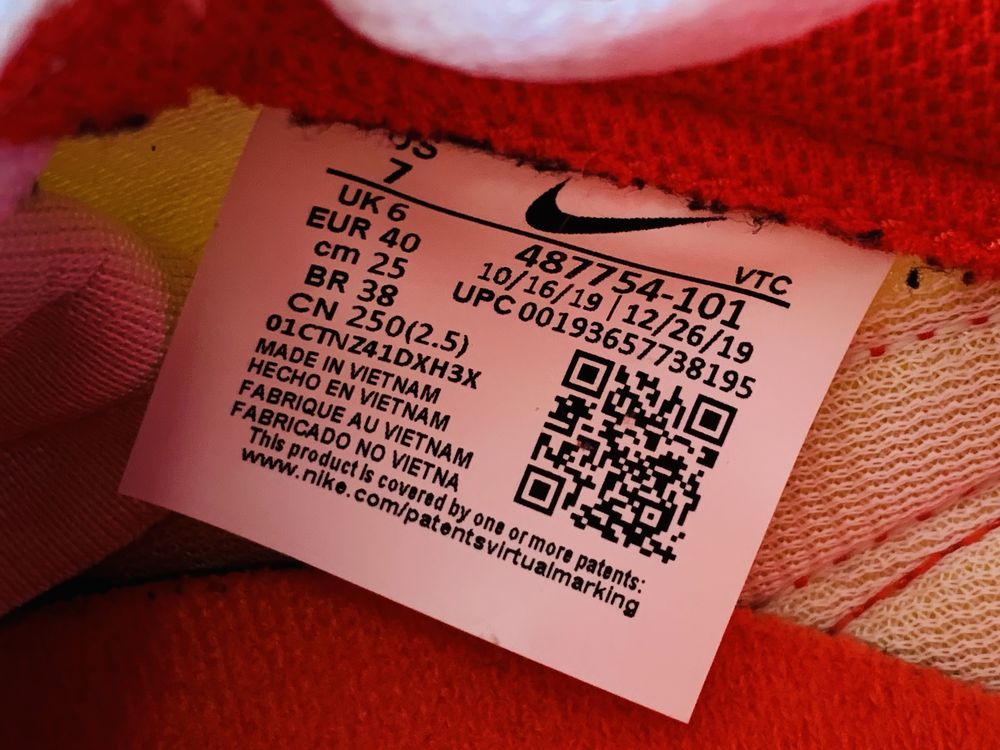 US
7
UK 6
EUR 40
cm 25
BR 38
CN 250(2.5)
01CTNZ41DXH3X
MADE IN VIETNAM
HECHO EN VIETNAM
FABRIQUE AU VIETNAM
FABRICADO NO VIETNA
This product is covered by one or more patents:
www.nike.com/patentsvirtualmarking
VTC
487754-101
10/16/19 | 12/26/19
UPC 00193657738195